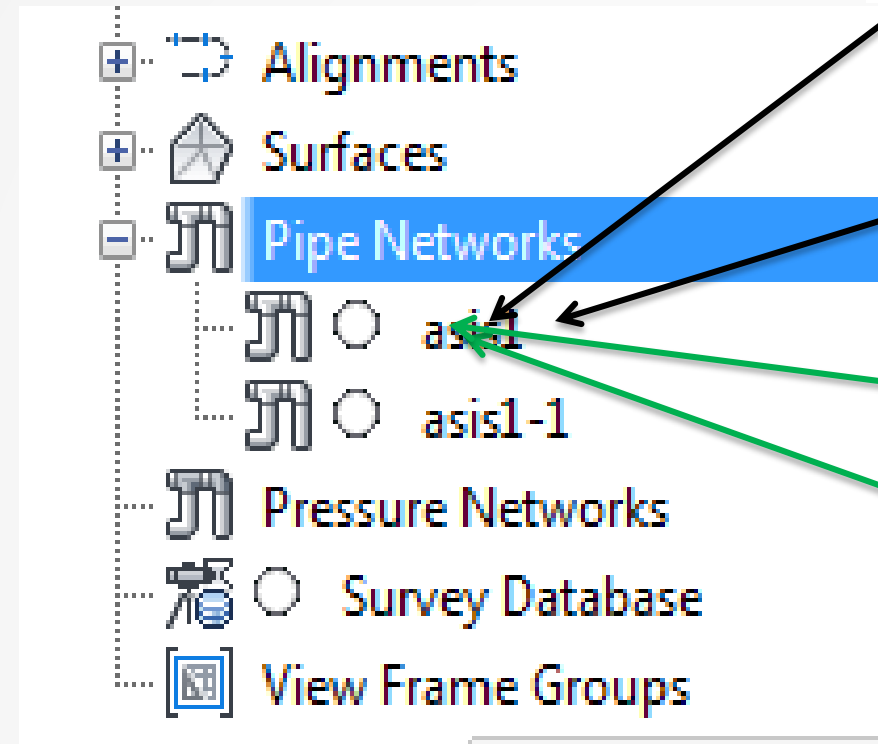 Alignments
Surfaces
Pipe Networks
asis1
asis1-1
Pressure Networks
Survey Database
View Frame Groups